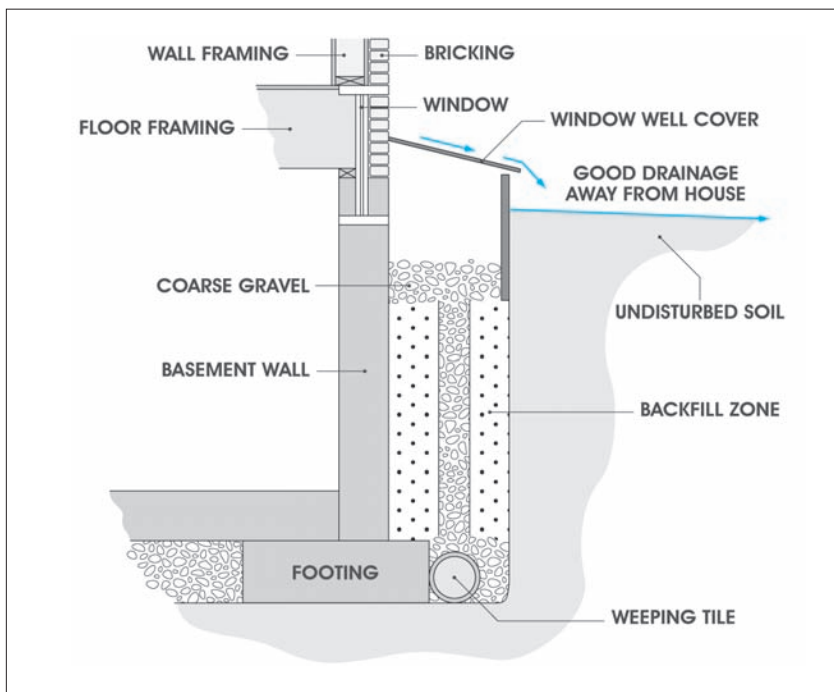 WALL FRAMING
BRICKING
WINDOW
FLOOR FRAMING
WINDOW WELL COVER
GOOD DRAINAGE
AWAY FROM HOUSE
COARSE GRAVEL
UNDISTURBED SOIL
BASEMENT WALL
BACKFILL ZONE
FOOTING
WEEPING TILE